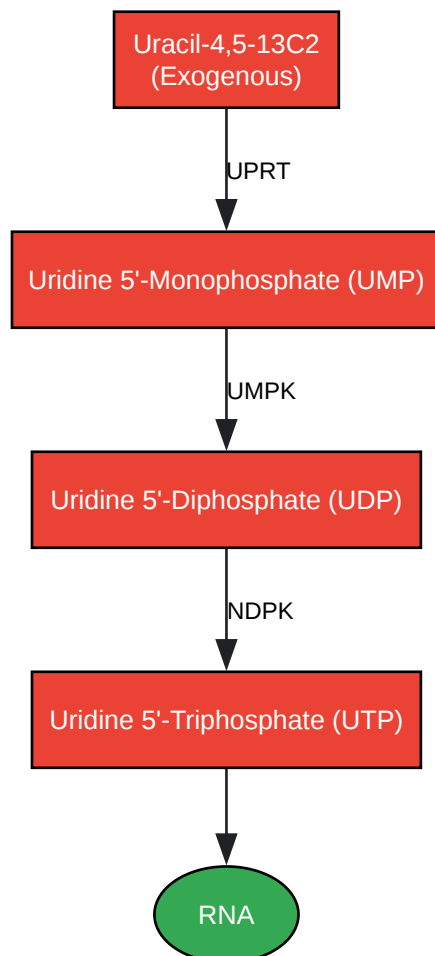 Uracil-4,5-13C2
(Exogenous)
UPRT
Uridine 5'-Monophosphate (UMP)
UMPK
Uridine 5'-Diphosphate (UDP)
NDPK
Uridine 5'-Triphosphate (UTP)
RNA